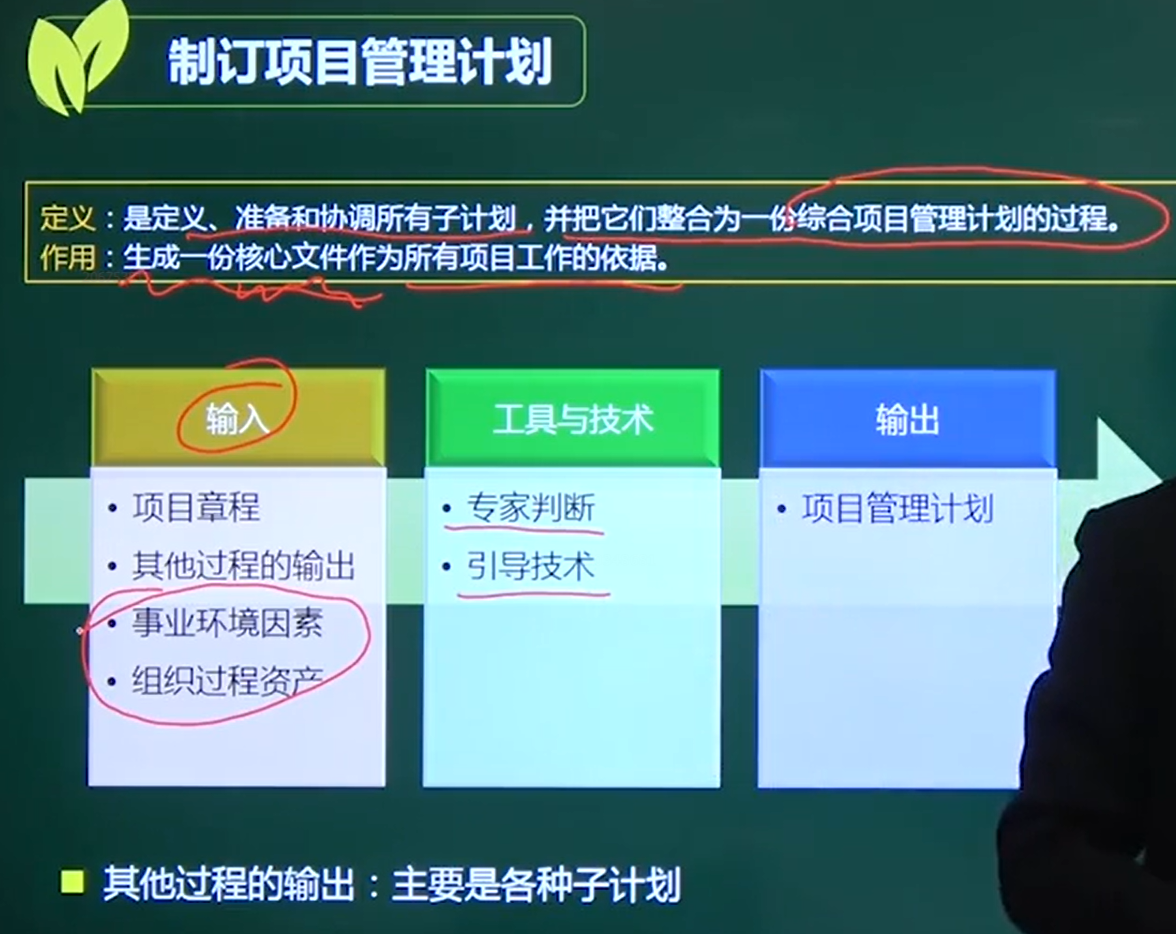 制订项目管理计划
定义：是定义、准备和协调所有子计划，并把它们整合为一份综合项目管理计划的过程。
作用：生成一份核心文件作为所有项目工作的依据。
输入
• 项目章程
• 其他过程的输出
• 事业环境因素
• 组织过程资产
工具与技术
• 专家判断
• 引导技术
输出
• 项目管理计划
其他过程的输出：主要是各种子计划